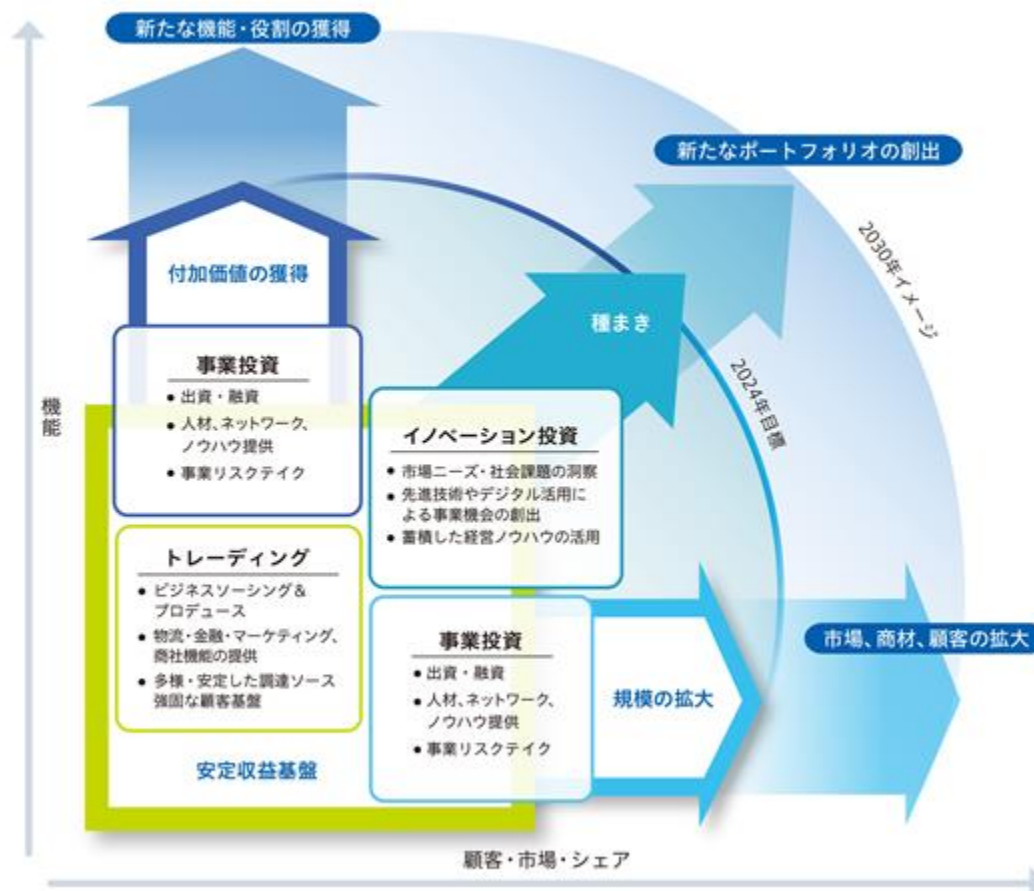 新たな機能・役割の獲得
新たなポートフォリオの創出
2030年イメージ
付加価値の獲得
種まき
2024年目標
機能
事業投資
• 出資・融資
• 人材、ネットワーク、
ノウハウ提供
• 事業リスクテイク
イノベーション投資
• 市場ニーズ・社会課題の洞察
• 先進技術やデジタル活用に
よる事業機会の創出
• 蓄積した経営ノウハウの活用
トレーディング
• ビジネスソーシング&
プロデュース
• 物流・金融・マーケティング、
商社機能の提供
• 多様・安定した調達ソース
強固な顧客基盤
事業投資
• 出資・融資
• 人材、ネットワーク、
ノウハウ提供
• 事業リスクテイク
規模の拡大
市場、商材、顧客の拡大
安定収益基盤
顧客・市場・シェア